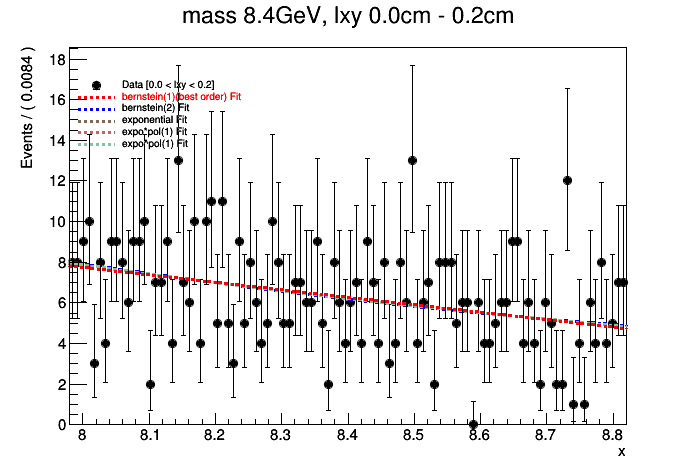 mass 8.4GeV, lxy 0.0cm - 0.2cm
Events / ( 0.0084 )
18
16
14
12
10
8
6
4
2
0
Data [0.0 < lxy < 0.2]
bernstein(1)(best order) Fit
bernstein(2) Fit
exponential Fit
expo*pol(1) Fit
expo*pol(1) Fit
8 8.1 8.2 8.3 8.4 8.5 8.6 8.7 8.8
x